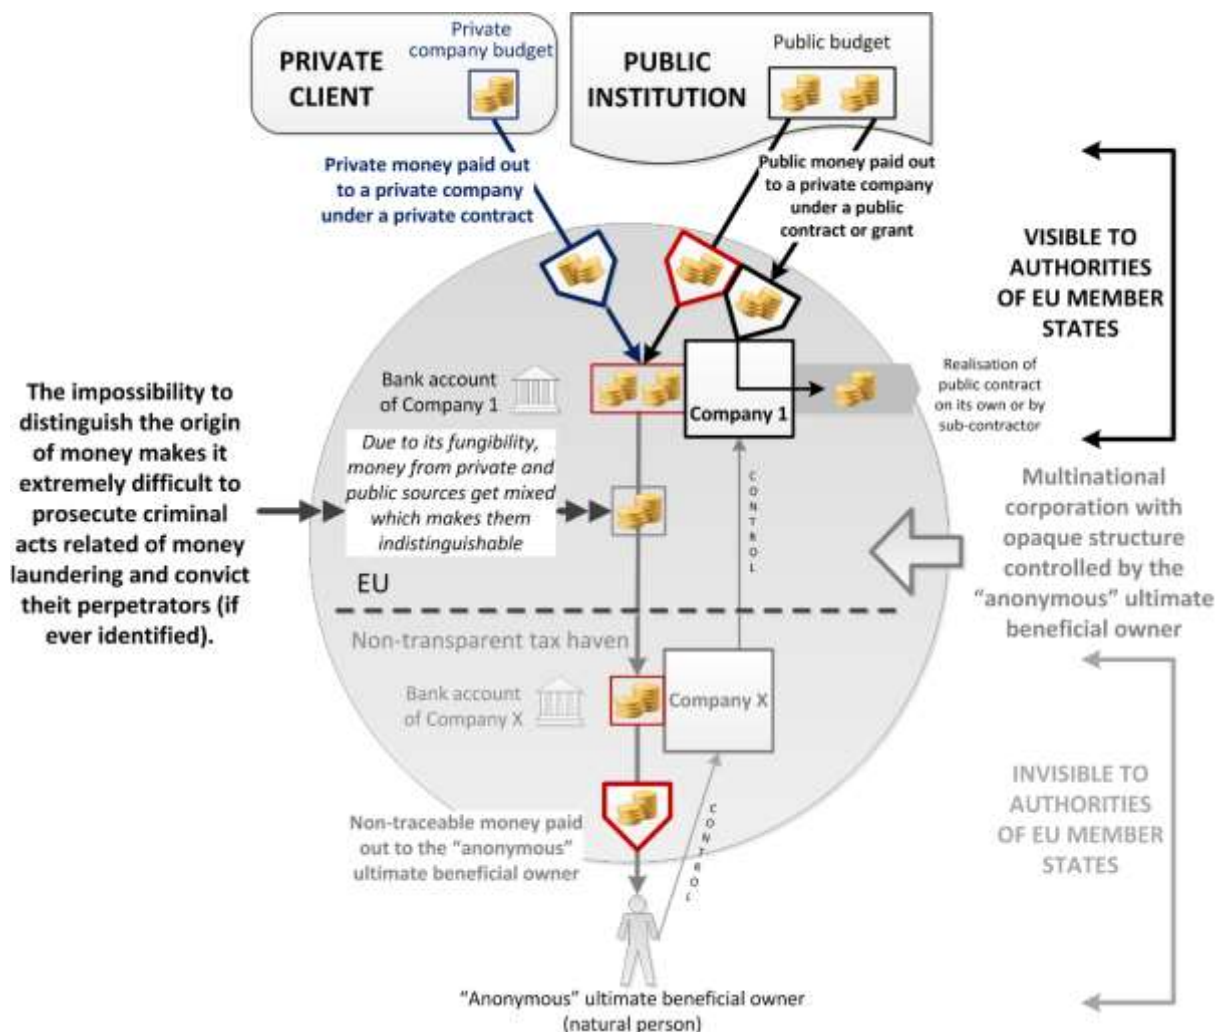 PRIVATE
CLIENT
Private
company budget
PUBLIC
INSTITUTION
Public budget
Private money paid out
to a private company
under a private contract
Public money paid out
to a private company
under a public
contract or grant
VISIBLE TO
AUTHORITIES
OF EU MEMBER
STATES
Bank account
of Company 1
Company 1
Realisation of
public contract
on its own or by
sub-contractor
The impossibility to
distinguish the origin
of money makes it
extremely difficult to
prosecute criminal
acts related of money
laundering and convict
theit perpetrators (if
ever identified).
Due to its fungibility,
money from private and
public sources get mixed
which makes them
indistinguishable
CONTROL
Multinational
corporation with
opaque structure
controlled by the
“anonymous” ultimate
beneficial owner
EU
Non-transparent tax haven
Bank account
of Company X
Company X
CONTROL
INVISIBLE TO
AUTHORITIES
OF EU MEMBER
STATES
Non-traceable money paid
out to the “anonymous”
ultimate beneficial owner
“Anonymous” ultimate beneficial owner
(natural person)